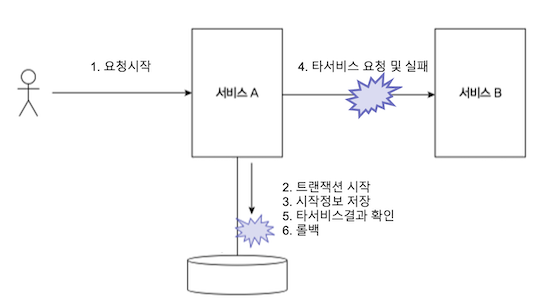 1. 요청시작
4. 타서비스 요청 및 실패
서비스 A
서비스 B
2. 트랜잭션 시작
3. 시작정보 저장
5. 타서비스결과 확인
6. 롤백